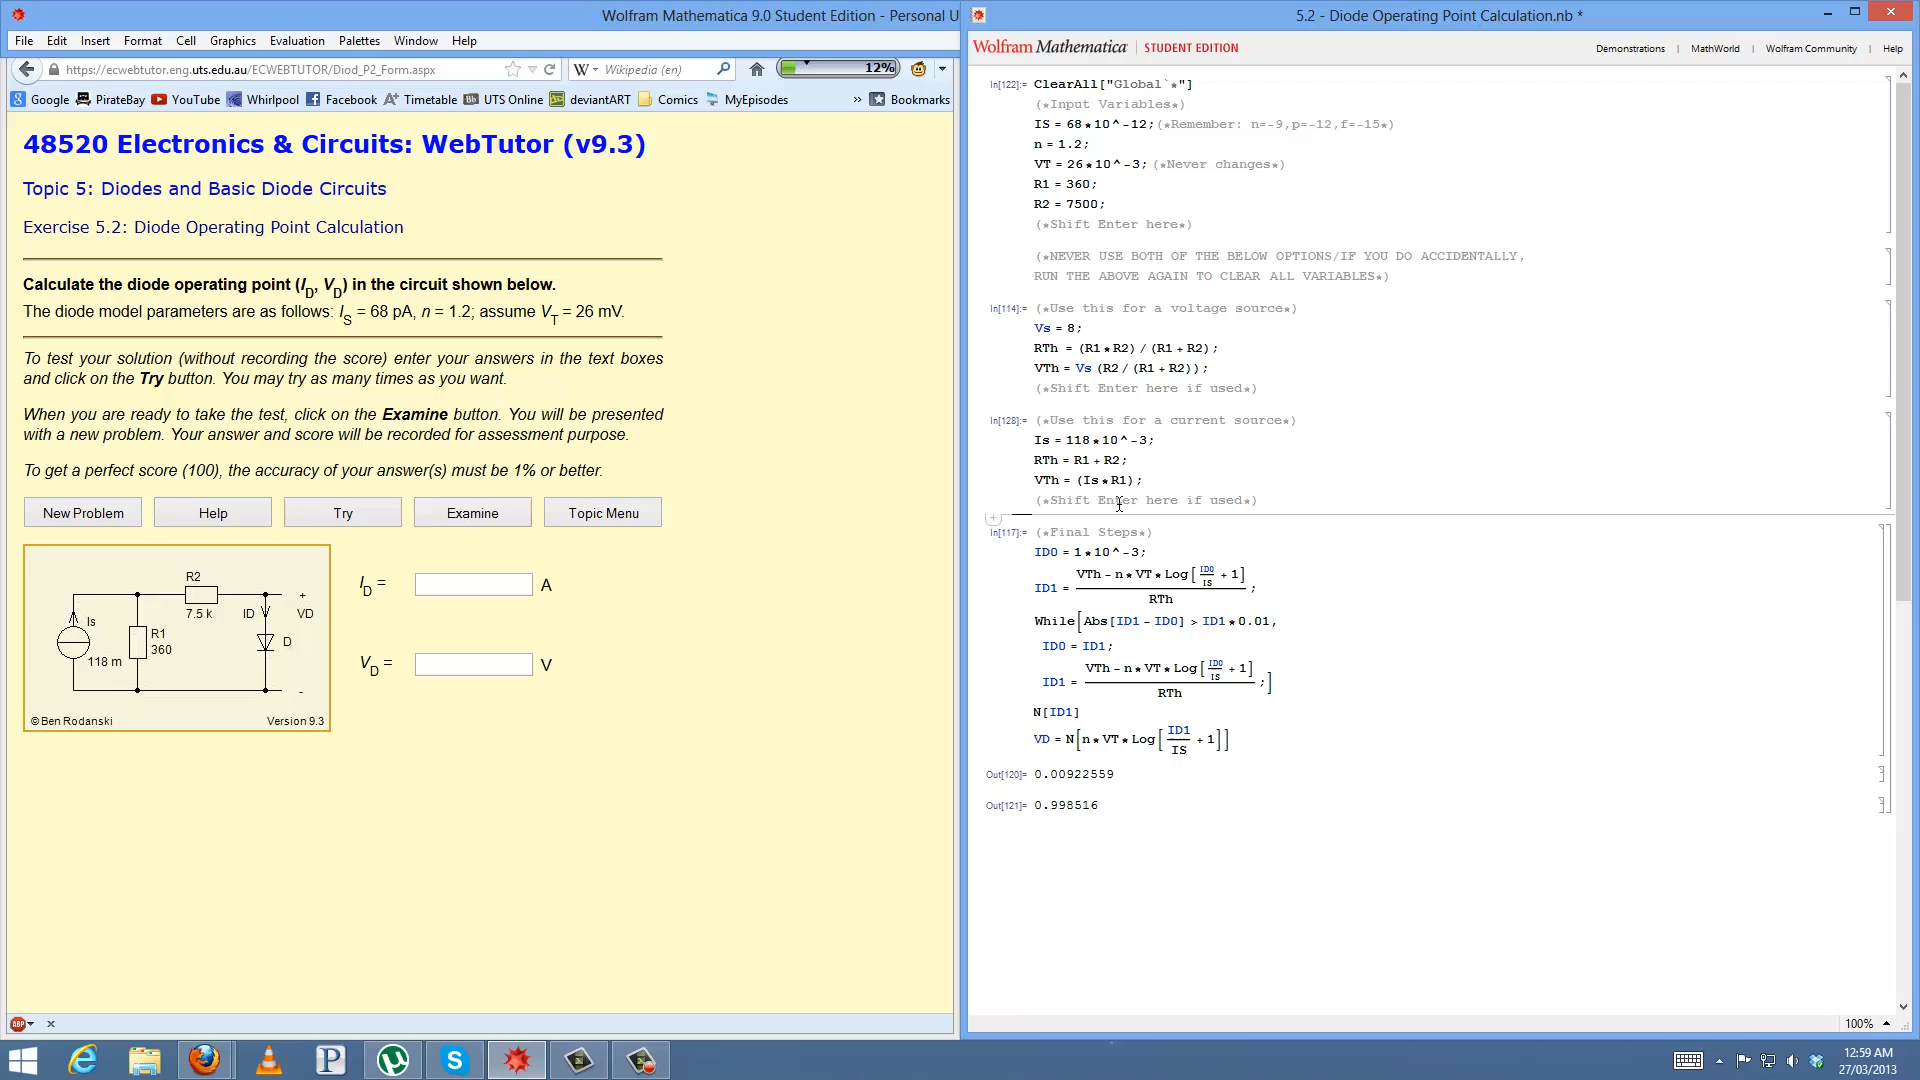 Wolfram Mathematica 9.0 Student Edition - Personal U
File Edit Insert Format Cell Graphics Evaluation Palettes Window Help
https://ecwebtutor.eng.uts.edu.au/ECWEBTUTOR/Diod_P2_Form.aspx
Wikipedia (en)
12%
Google PirateBay YouTube Whirlpool Facebook Timetable UTS Online deviantART Comics MyEpisodes » Bookmarks
48520 Electronics & Circuits: WebTutor (v9.3)
Topic 5: Diodes and Basic Diode Circuits
Exercise 5.2: Diode Operating Point Calculation
Calculate the diode operating point (ID, VD) in the circuit shown below.
The diode model parameters are as follows: IS = 68 pA, n = 1.2; assume VT = 26 mV.
To test your solution (without recording the score) enter your answers in the text boxes
and click on the Try button. You may try as many times as you want.
When you are ready to take the test, click on the Examine button. You will be presented
with a new problem. Your answer and score will be recorded for assessment purpose.
To get a perfect score (100), the accuracy of your answer(s) must be 1% or better.
New Problem Help Try Examine Topic Menu
R2
7.5 k
ID
+
VD
Is
118 m
R1
360
D
-
©Ben Rodanski Version 9.3
ID = A
VD = V
ABP
5.2 - Diode Operating Point Calculation.nb *
Wolfram Mathematica | STUDENT EDITION
Demonstrations | MathWorld | Wolfram Community | Help
In[122]:= ClearAll["Global`*"]
(*Input Variables*)
IS = 68*10^-12; (*Remember: n=-9,p=-12,f=-15*)
n = 1.2;
VT = 26*10^-3; (*Never changes*)
R1 = 360;
R2 = 7500;
(*Shift Enter here*)
(*NEVER USE BOTH OF THE BELOW OPTIONS/IF YOU DO ACCIDENTALLY,
RUN THE ABOVE AGAIN TO CLEAR ALL VARIABLES*)
In[114]:= (*Use this for a voltage source*)
Vs = 8;
RTh = (R1*R2) / (R1 + R2);
VTh = Vs (R2 / (R1 + R2));
(*Shift Enter here if used*)
In[128]:= (*Use this for a current source*)
Is = 118*10^-3;
RTh = R1 + R2;
VTh = (Is*R1);
(*Shift Enter here if used*)
In[117]:= (*Final Steps*)
ID0 = 1*10^-3;
ID1 = (VTh - n*VT*Log[ID0/IS + 1])/RTh;
While[Abs[ID1 - ID0] > ID1*0.01,
ID0 = ID1;
ID1 = (VTh - n*VT*Log[ID0/IS + 1])/RTh;]
N[ID1]
VD = N[n*VT*Log[ID1/IS + 1]]
Out[120]= 0.00922559
Out[121]= 0.998516
100%
12:59 AM
27/03/2013